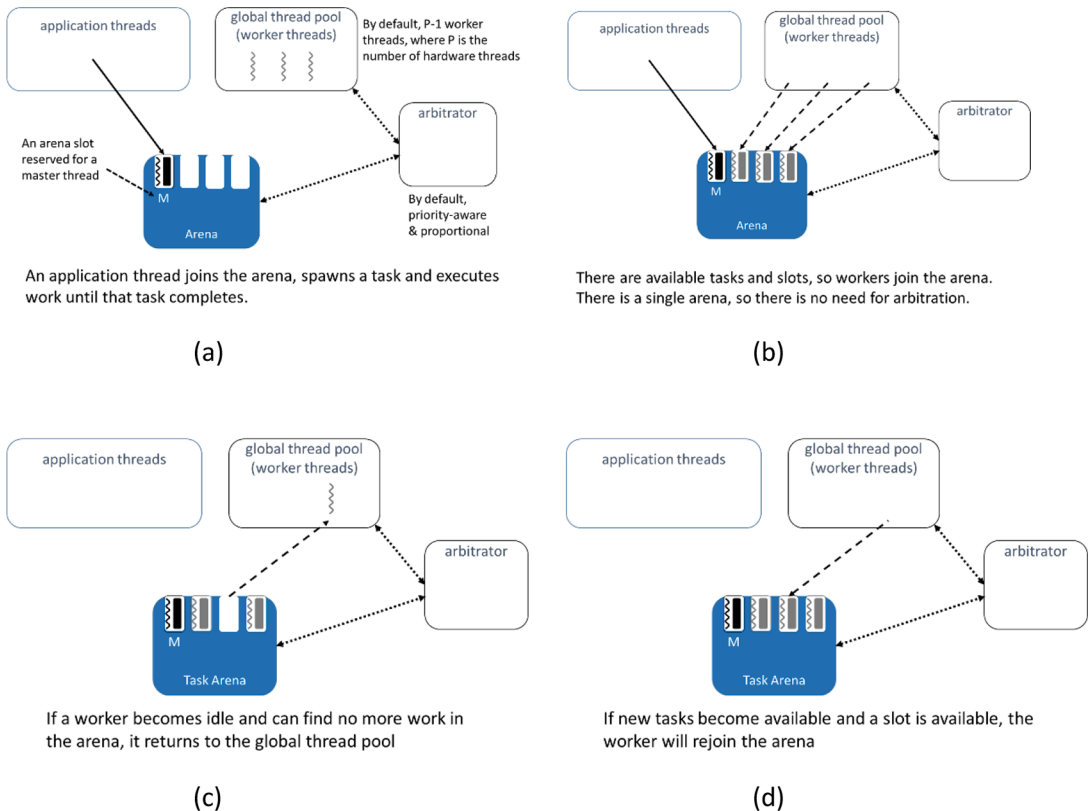 application threads
global thread pool
(worker threads)
By default, P-1 worker
threads, where P is the
number of hardware threads
arbitrator
An arena slot
reserved for a
master thread
M
Arena
By default,
priority-aware
& proportional
An application thread joins the arena, spawns a task and executes
work until that task completes.
(a)
application threads
global thread pool
(worker threads)
arbitrator
M
Arena
There are available tasks and slots, so workers join the arena.
There is a single arena, so there is no need for arbitration.
(b)
application threads
global thread pool
(worker threads)
arbitrator
M
Task Arena
If a worker becomes idle and can find no more work in
the arena, it returns to the global thread pool
(c)
application threads
global thread pool
(worker threads)
arbitrator
M
Task Arena
If new tasks become available and a slot is available, the
worker will rejoin the arena
(d)